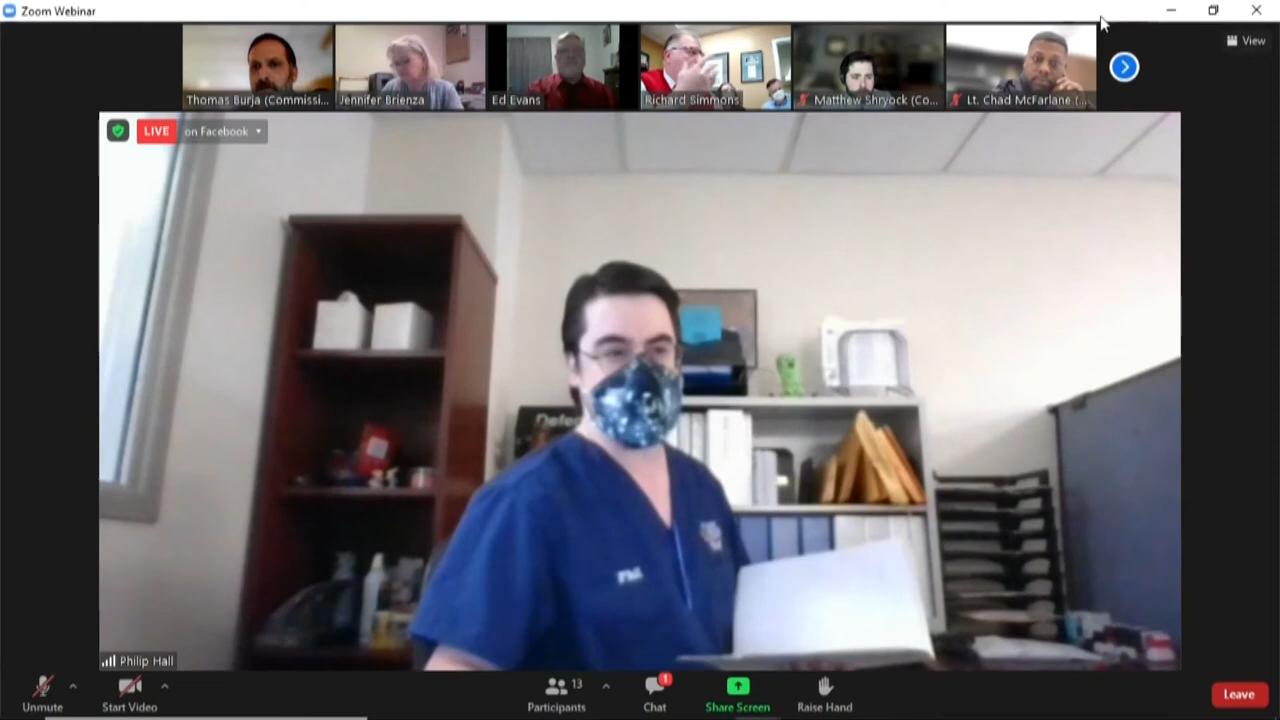 Zoom Webinar
View
Thomas Burja (Commissi...
Jennifer Brienza
Ed Evans
Richard Simmons
Matthew Shryock (Co...
Lt. Chad McFarlane (...
LIVE on Facebook
Philip Hall
Unmute
Start Video
13
Participants
1
Chat
Share Screen
Raise Hand
Leave